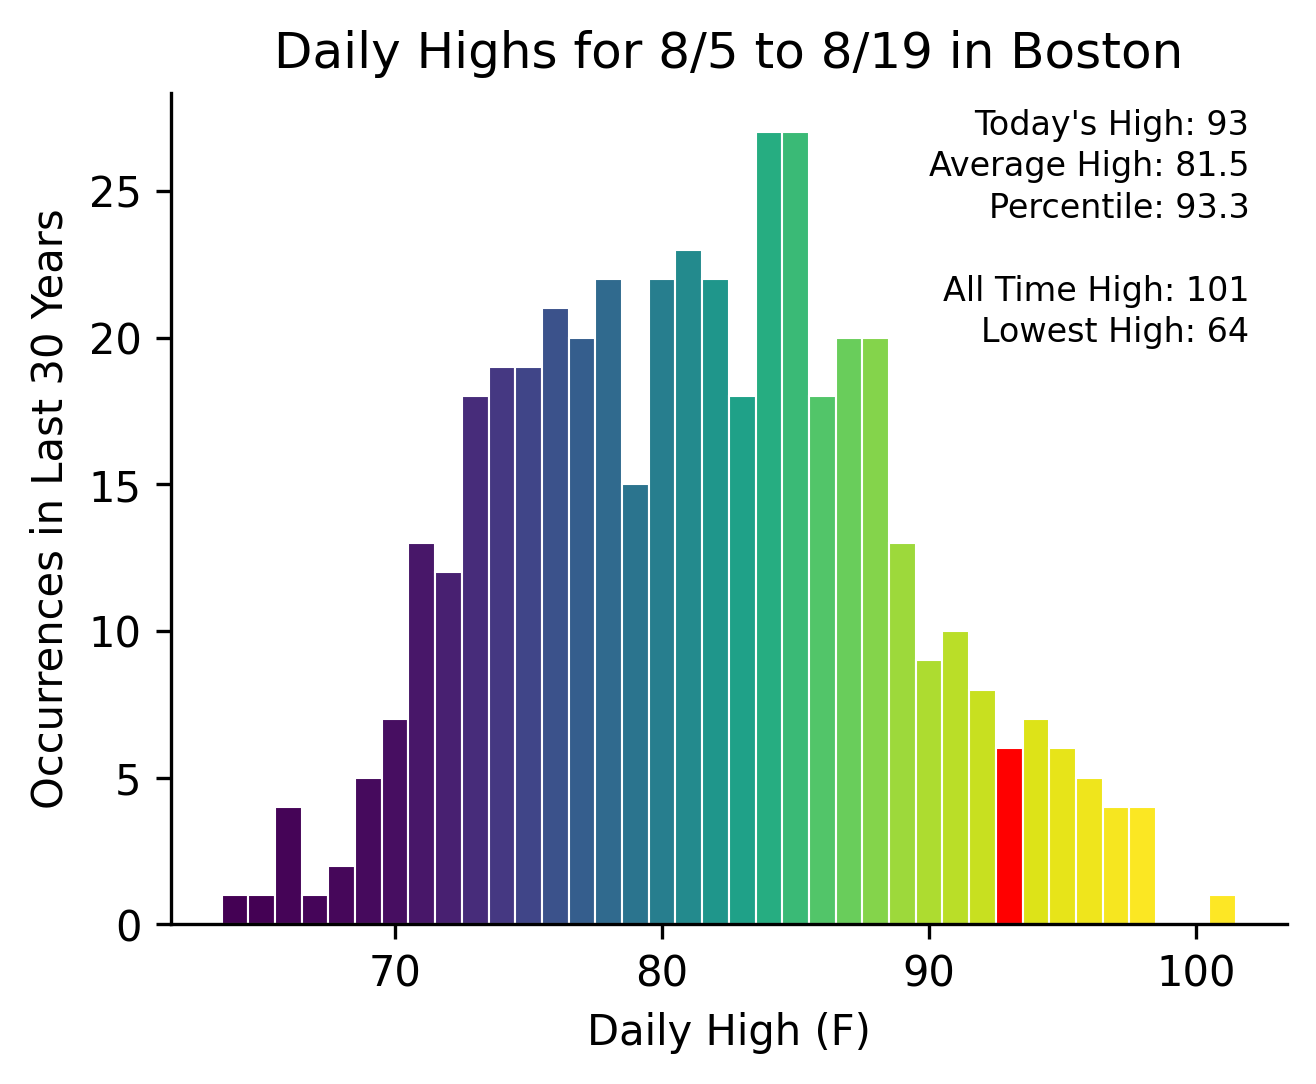 Daily Highs for 8/5 to 8/19 in Boston
Today's High: 93
Average High: 81.5
Percentile: 93.3
All Time High: 101
Lowest High: 64
Occurrences in Last 30 Years
25
20
15
10
5
0
70
80
90
100
Daily High (F)